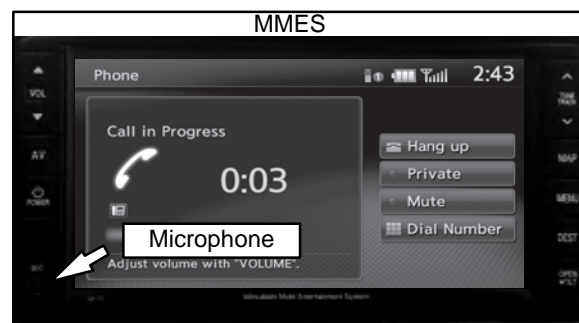 MMES
Phone
2:43
VOL
Call in Progress
AV
0:03
Hang up
Private
Mute
Dial Number
POWER
MAP
MENU
DEST
OPEN
Microphone
Adjust volume with "VOLUME".
Mitsubishi Multi Entertainment System